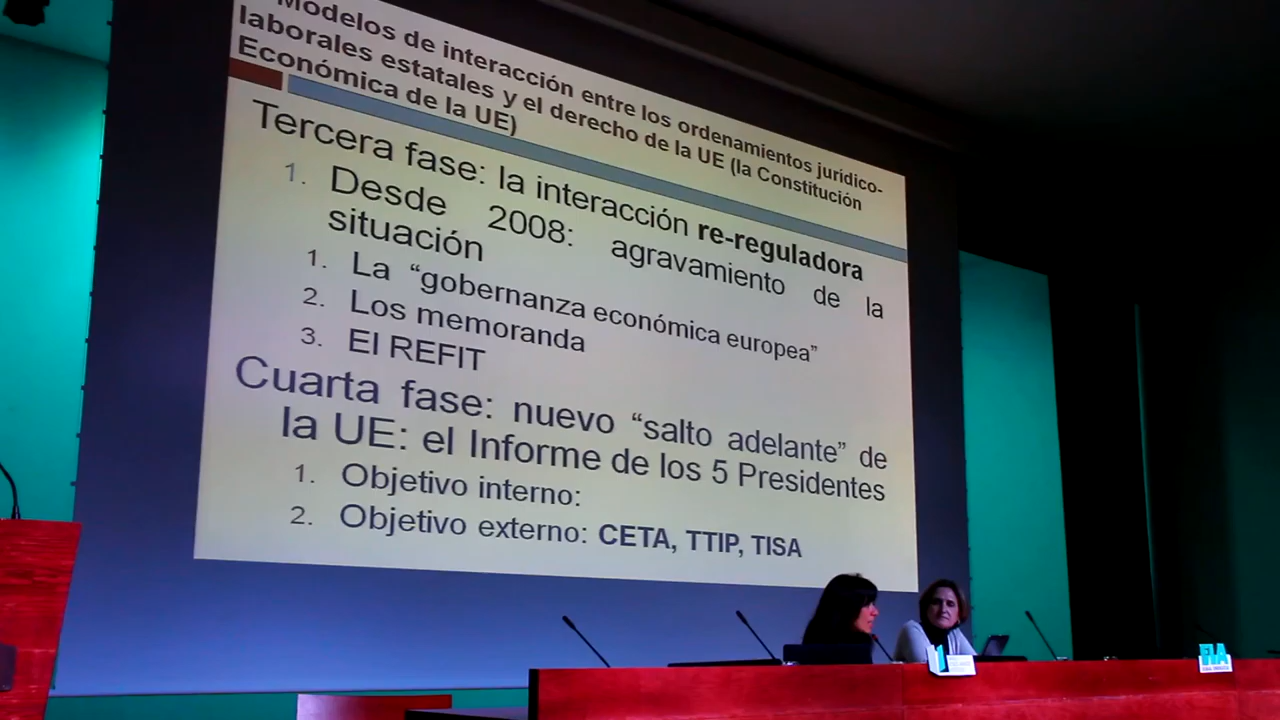 Modelos de interacción entre los ordenamientos jurídico-
laborales estatales y el derecho de la UE (la Constitución
Económica de la UE)
Tercera fase: la interacción re-reguladora
1. Desde 2008: agravamiento de la
situación
1. La “gobernanza económica europea”
2. Los memoranda
3. El REFIT
Cuarta fase: nuevo “salto adelante” de
la UE: el Informe de los 5 Presidentes
1. Objetivo interno:
2. Objetivo externo: CETA, TTIP, TISA